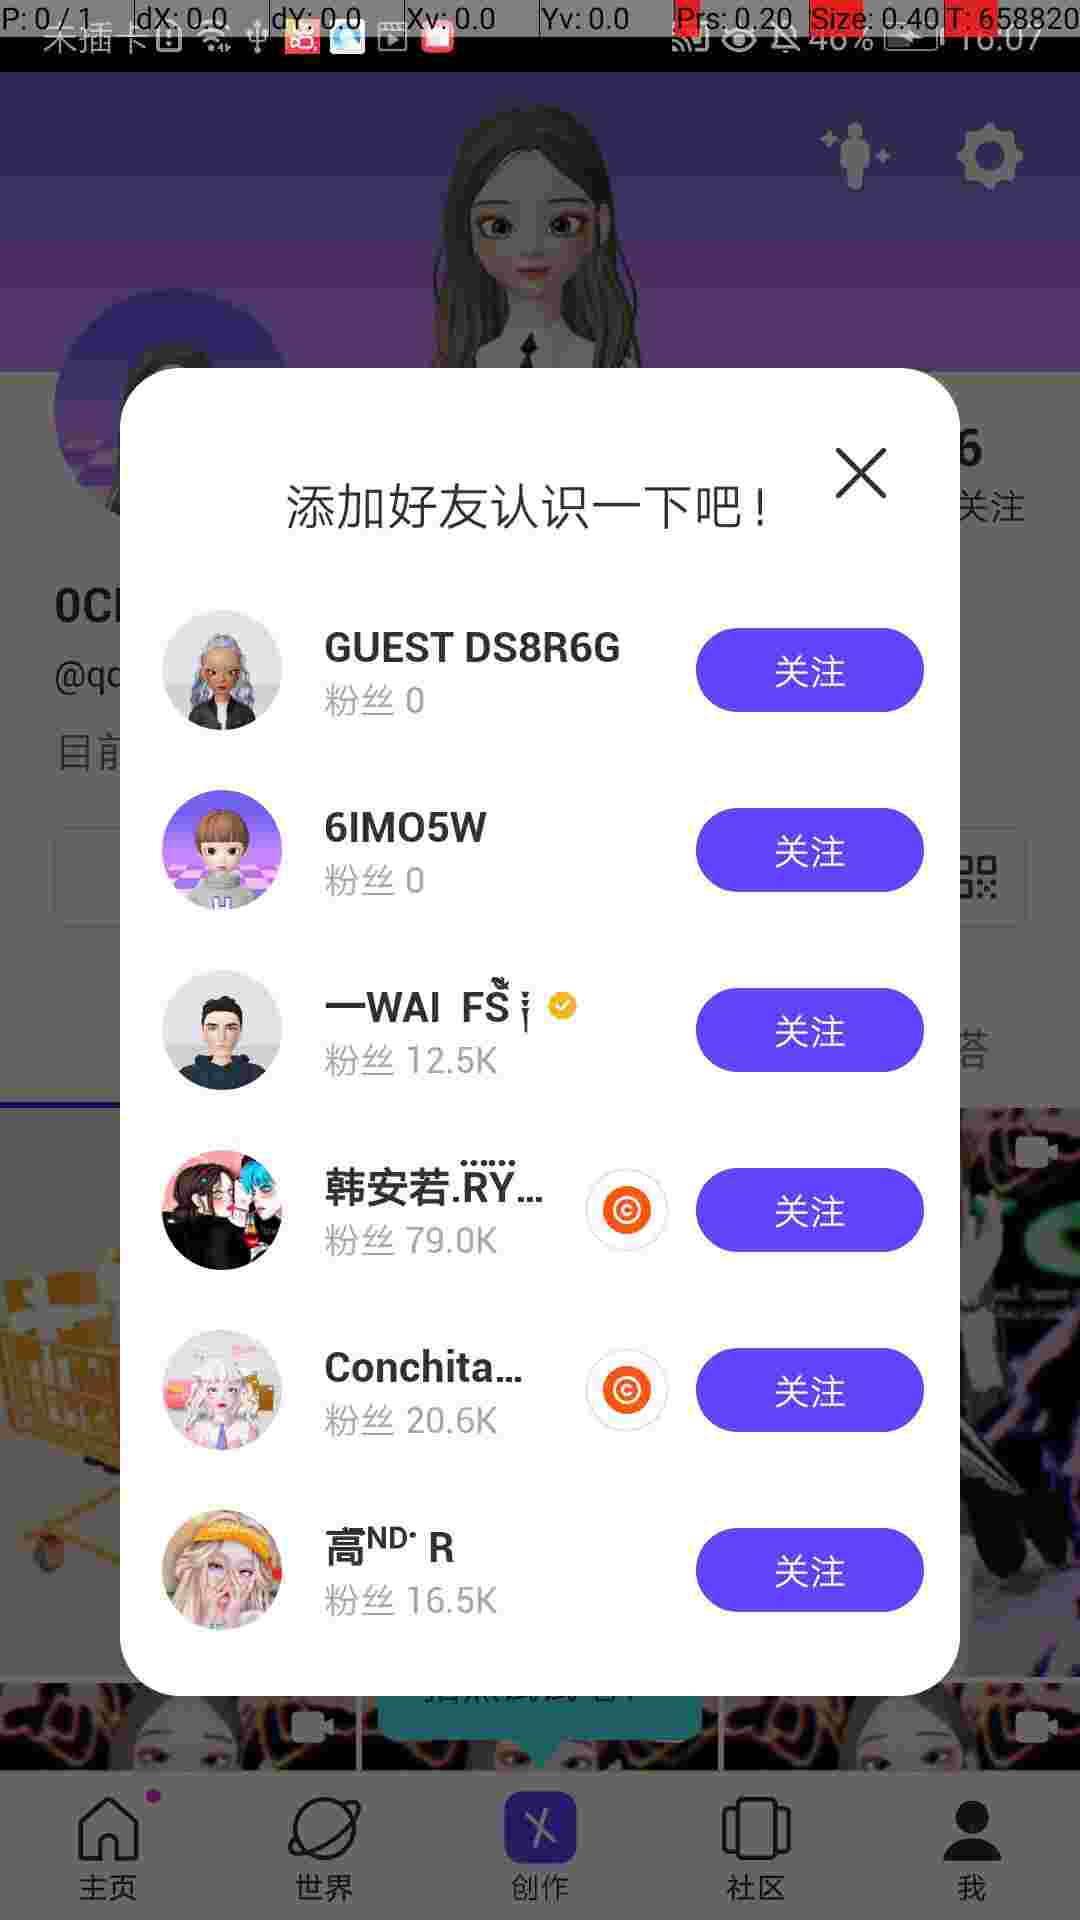 P: 0 / 1 dX: 0.0 dY: 0.0 Xv: 0.0 Yv: 0.0 Prs: 0.20 Size: 0.40 T: 658820
未插卡 46% 16:07
6
关注
添加好友认识一下吧！
0C
@qc
目前
GUEST DS8R6G
粉丝 0
关注
6IMO5W
粉丝 0
关注
粉丝 12.5K
关注
答
韩安若.RY...
粉丝 79.0K
关注
Conchita...
粉丝 20.6K
关注
高ᴺᴰ· R
粉丝 16.5K
关注
主页
世界
创作
社区
我